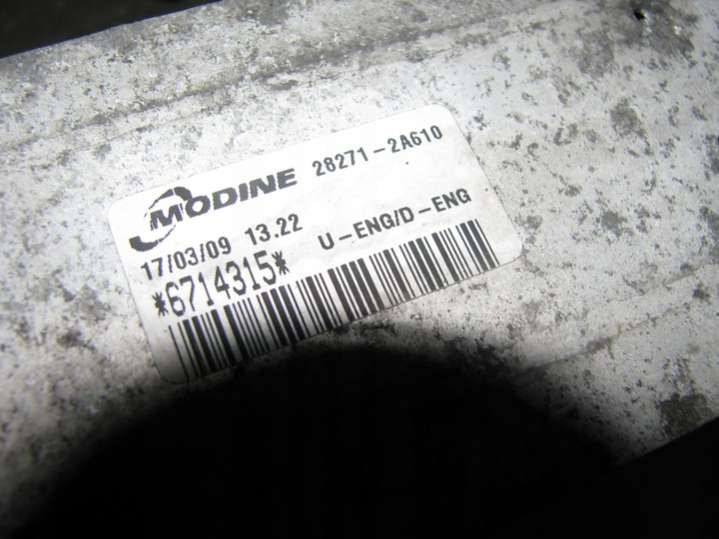 MODINE 28271-2A610
17/03/09 13.22 U-ENG/D-ENG
*6714315*